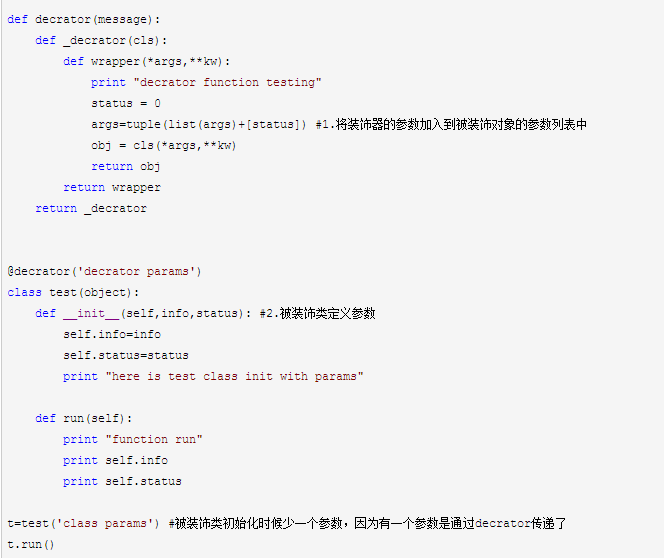 def decrator(message):
    def _decrator(cls):
        def wrapper(*args,**kw):
            print "decrator function testing"
            status = 0
            args=tuple(list(args)+[status]) #1.将装饰器的参数加入到被装饰对象的参数列表中
            obj = cls(*args,**kw)
            return obj
        return wrapper
    return _decrator
@decrator('decrator params')
class test(object):
    def __init__(self,info,status): #2.被装饰类定义参数
        self.info=info
        self.status=status
        print "here is test class init with params"
    def run(self):
        print "function run"
        print self.info
        print self.status
t=test('class params') #被装饰类初始化时候少一个参数，因为有一个参数是通过decrator传递了
t.run()